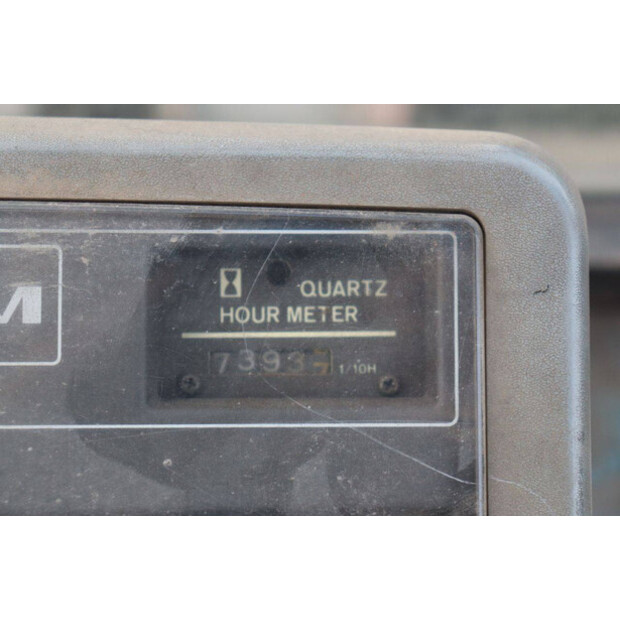 M
QUARTZ
HOUR METER
7393 1/10H